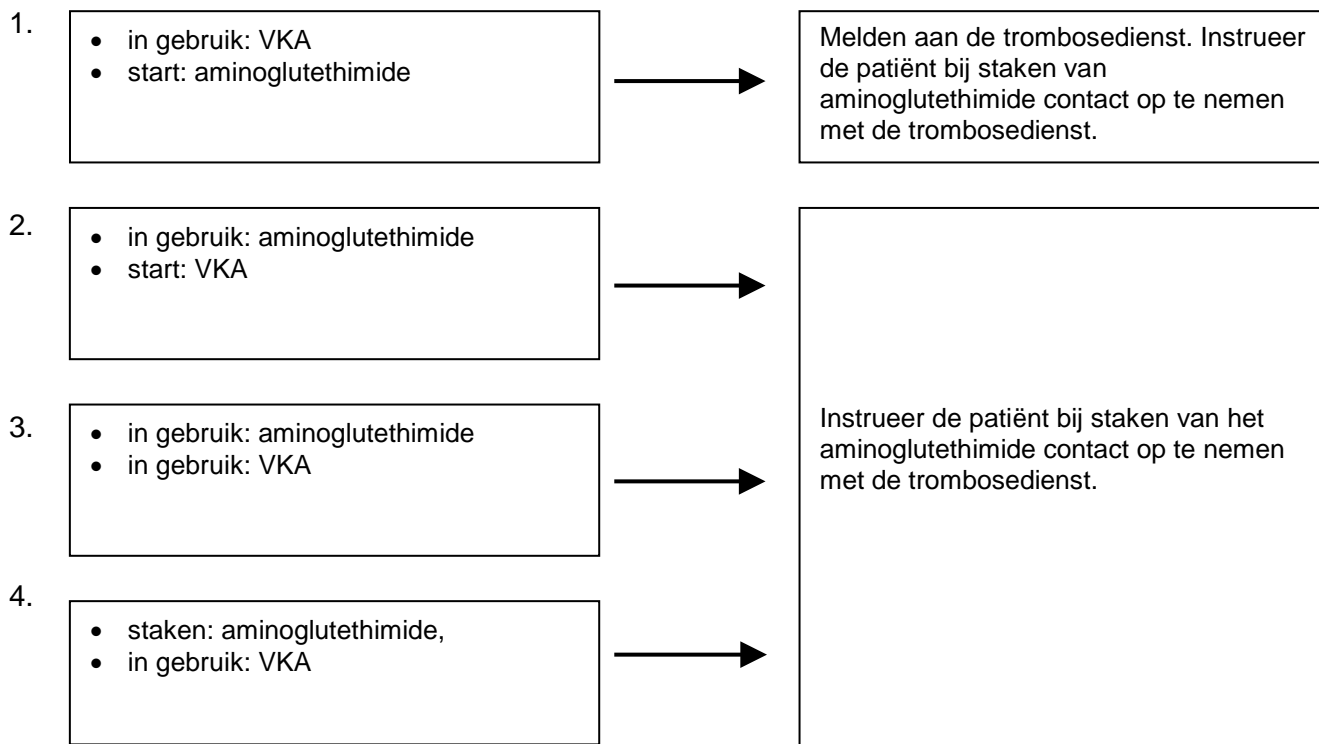 1.
• in gebruik: VKA
• start: aminoglutethimide
Melden aan de trombosedienst. Instrueer
de patiënt bij staken van
aminoglutethimide contact op te nemen
met de trombosedienst.
2.
• in gebruik: aminoglutethimide
• start: VKA
3.
• in gebruik: aminoglutethimide
• in gebruik: VKA
Instrueer de patiënt bij staken van het
aminoglutethimide contact op te nemen
met de trombosedienst.
4.
• staken: aminoglutethimide,
• in gebruik: VKA